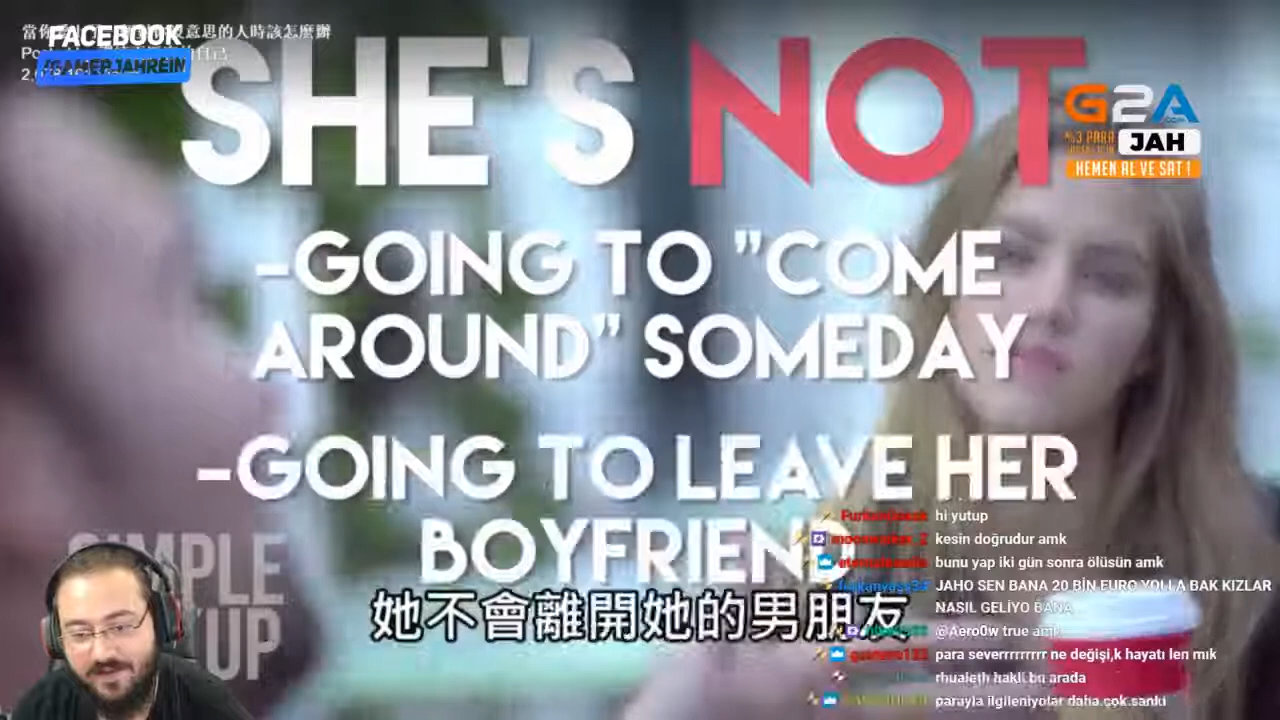 FACEBOOK
/GAMERJAHREIN
SHE'S NOT
G2A
.COM
JAH
HEMEN AL VE SAT !
-GOING TO "COME
AROUND" SOMEDAY
-GOING TO LEAVE HER
BOYFRIEND
她不會離開她的男朋友
hi yutup
kesin doğrudur amk
bunu yap iki gün sonra ölüsün amk
JAHO SEN BANA 20 BİN EURO YOLLA BAK KIZLAR
NASIL GELİYO BANA
@Aero0w true amk
para severrrrrrrr ne değişi,k hayatı len mık
rhualeth haklı bu arada
parayla ilgileniyolar daha çok sanki